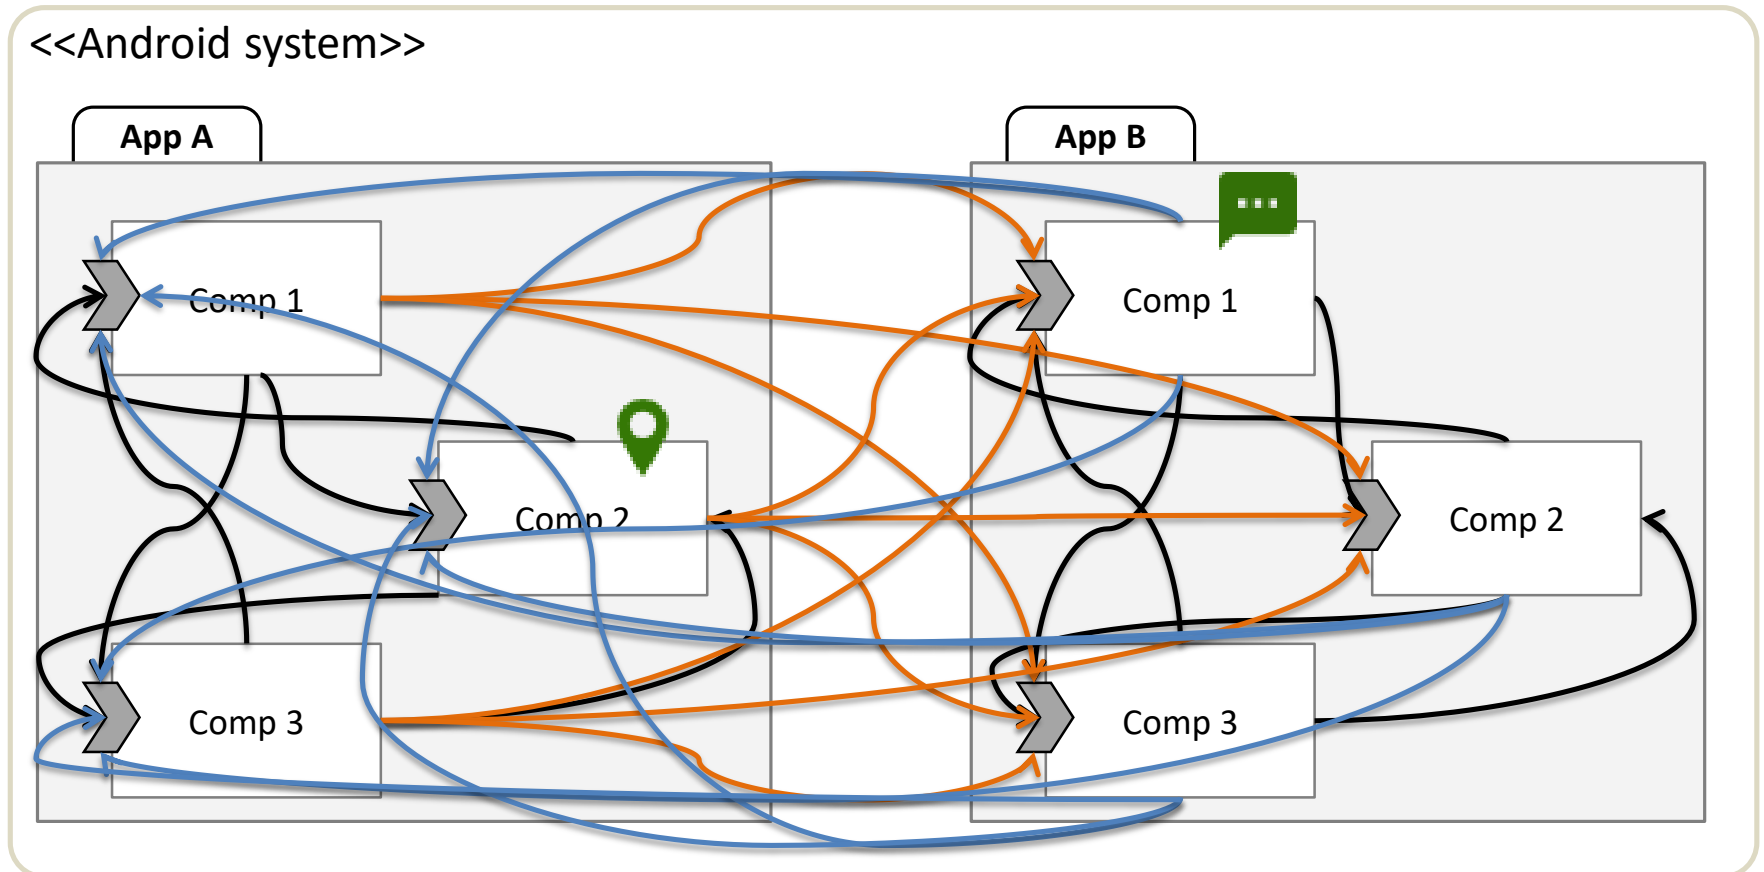 <<Android system>>
App A
App B
Comp 1
Comp 1
Comp 2
Comp 2
Comp 3
Comp 3